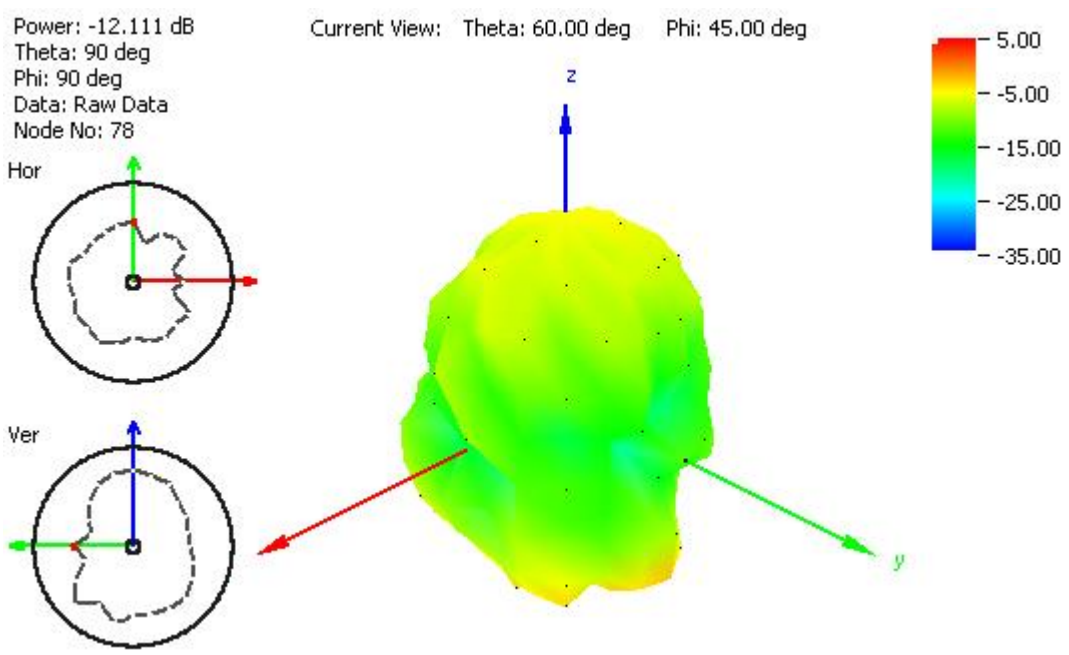 Power: -12.111 dB
Theta: 90 deg
Phi: 90 deg
Data: Raw Data
Node No: 78
Current View: Theta: 60.00 deg Phi: 45.00 deg
5.00
-5.00
-15.00
-25.00
-35.00
z
Hor
Ver
y